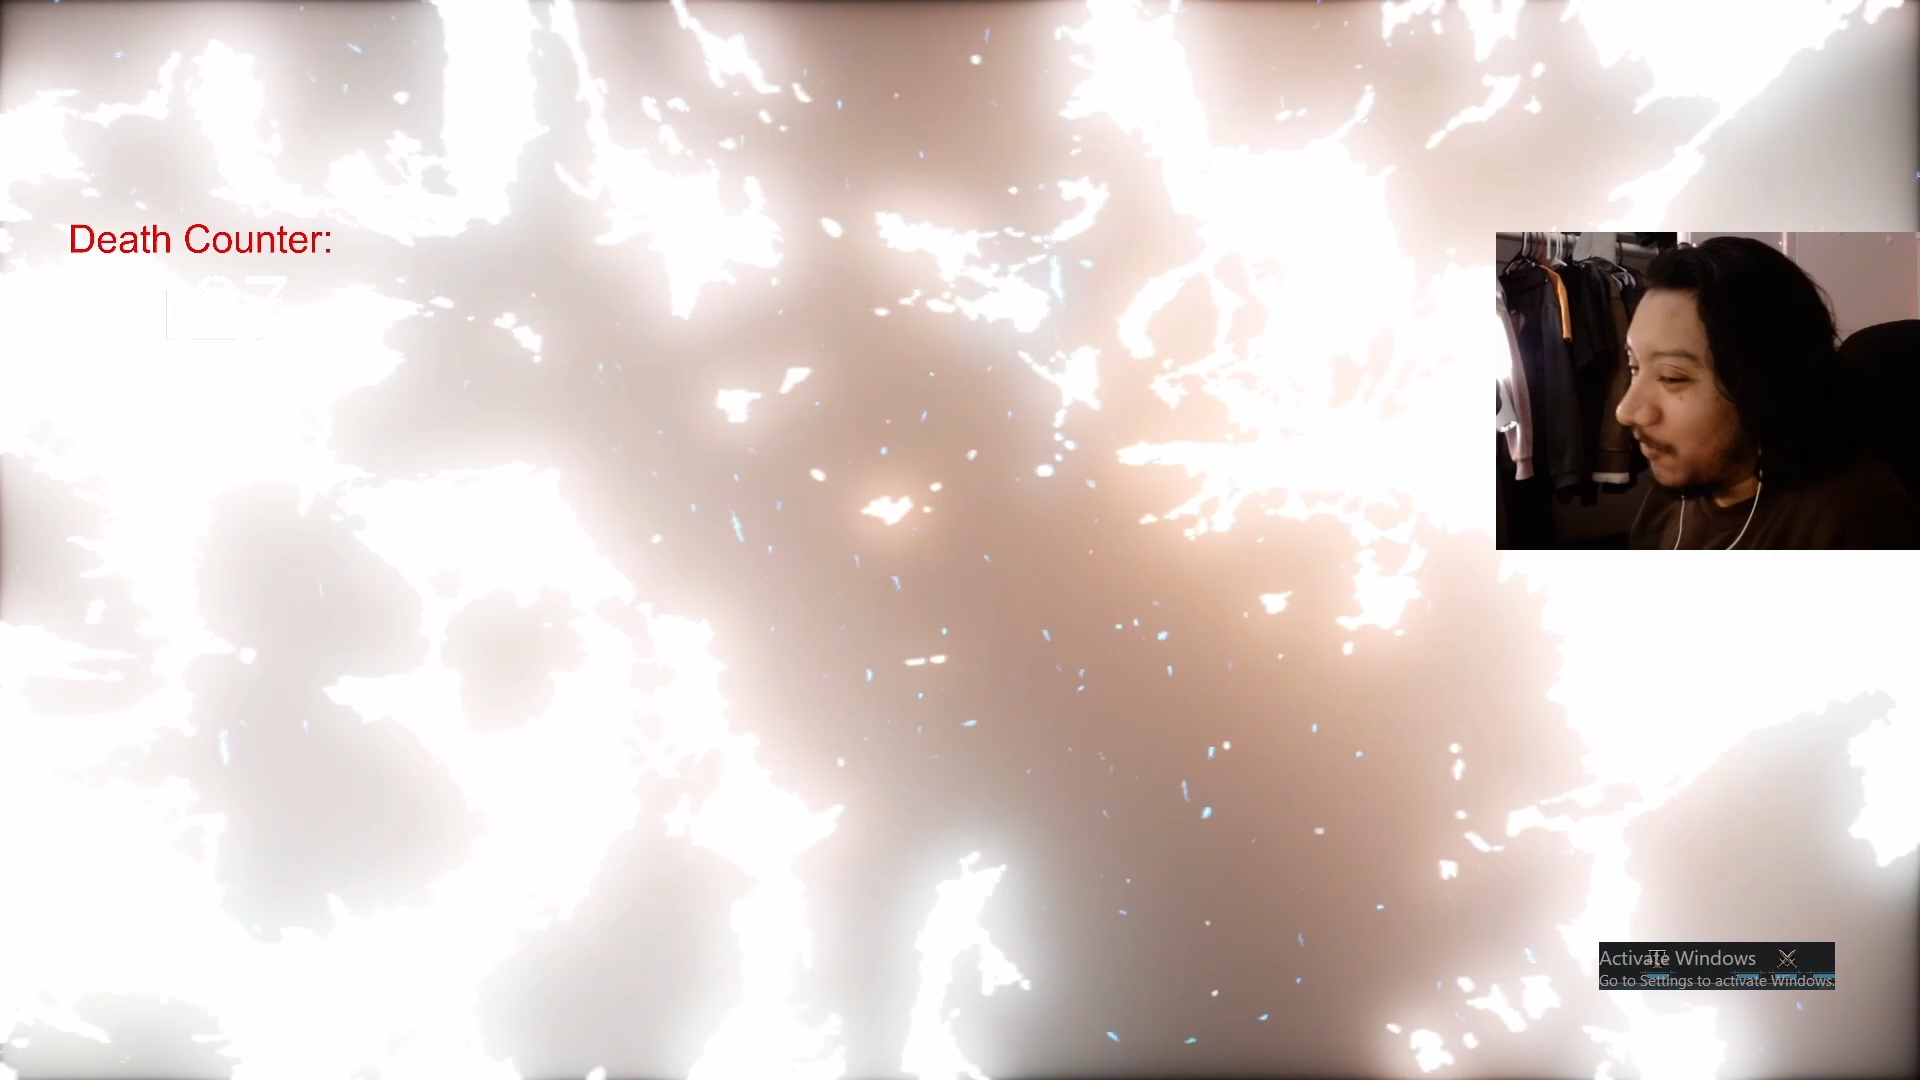 Death Counter:
Activate Windows
Go to Settings to activate Windows.